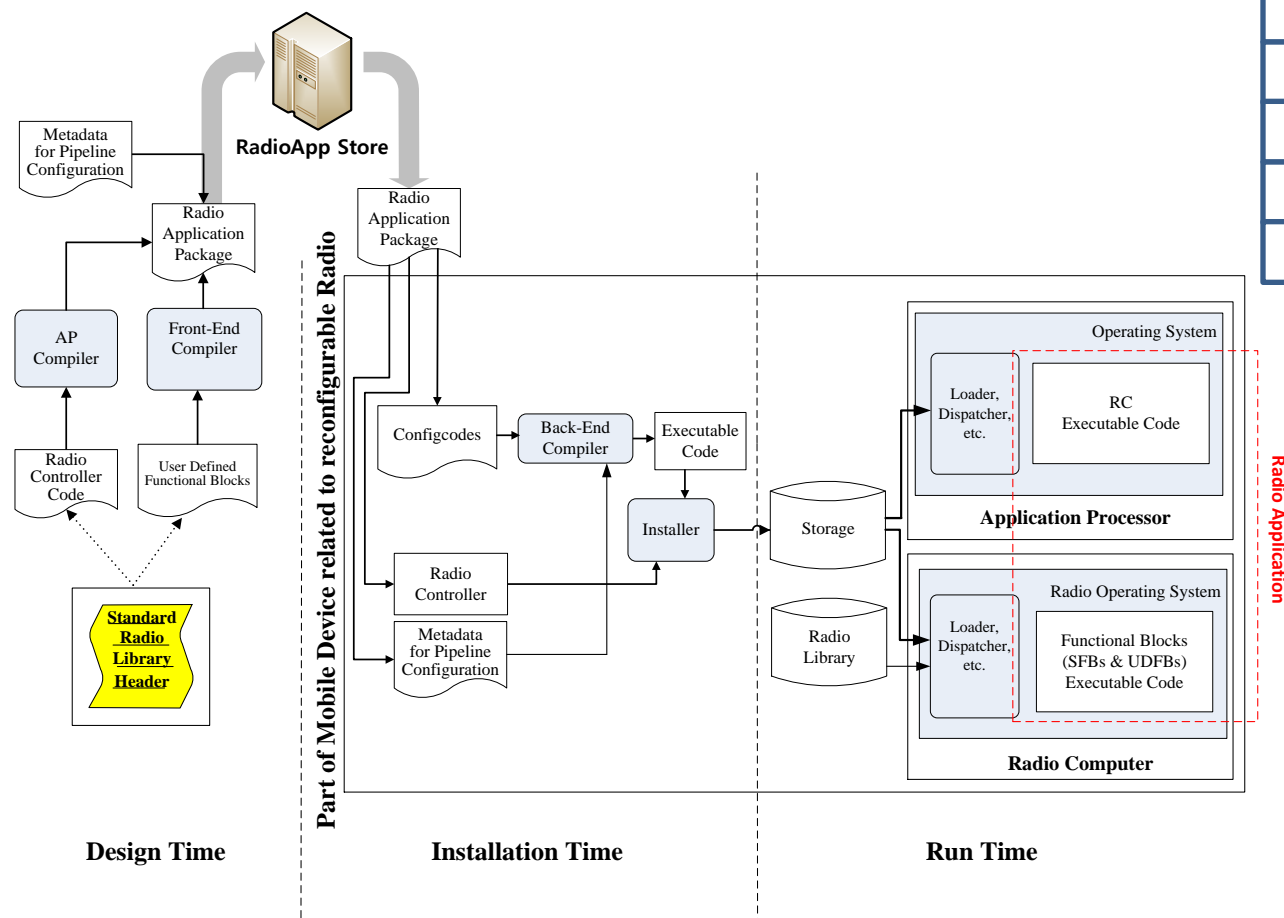 RadioApp Store
Metadata
for Pipeline
Configuration
Radio
Application
Package
AP
Compiler
Front-End
Compiler
Radio
Controller
Code
User Defined
Functional Blocks
Standard
Radio
Library
Header
Design Time
Part of Mobile Device related to reconfigurable Radio
Radio
Application
Package
Configcodes
Back-End
Compiler
Executable
Code
Installer
Radio
Controller
Metadata
for Pipeline
Configuration
Installation Time
Storage
Radio
Library
Operating System
Loader,
Dispatcher,
etc.
RC
Executable Code
Application Processor
Radio Operating System
Loader,
Dispatcher,
etc.
Functional Blocks
(SFBs & UDFBs)
Executable Code
Radio Computer
Radio Application
Run Time